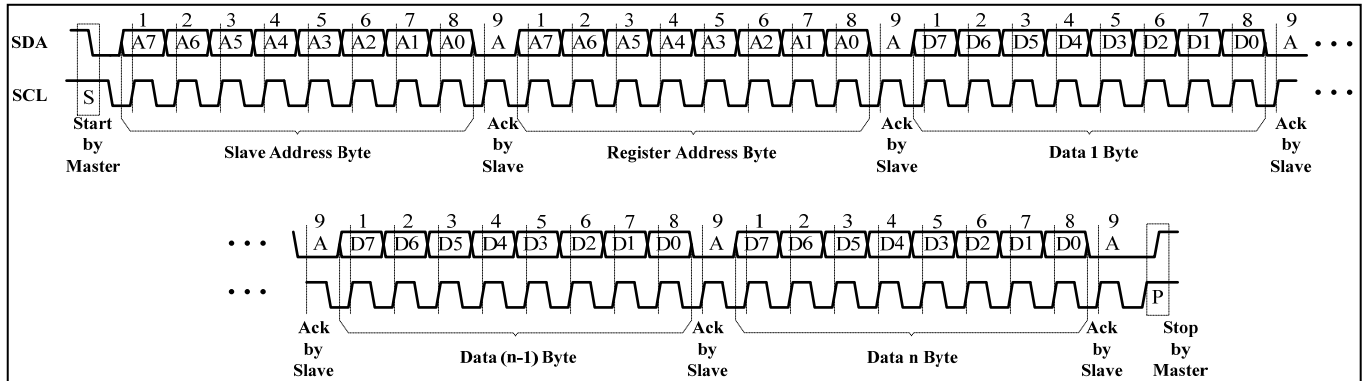 1 2 3 4 5 6 7 8 9 1 2 3 4 5 6 7 8 9 1 2 3 4 5 6 7 8 9
SDA A7 A6 A5 A4 A3 A2 A1 A0 A A7 A6 A5 A4 A3 A2 A1 A0 A D7 D6 D5 D4 D3 D2 D1 D0 A • • •
SCL S • • •
Start by Master
Slave Address Byte
Ack by Slave
Register Address Byte
Ack by Slave
Data 1 Byte
Ack by Slave
9 1 2 3 4 5 6 7 8 9 1 2 3 4 5 6 7 8 9
• • • A D7 D6 D5 D4 D3 D2 D1 D0 A D7 D6 D5 D4 D3 D2 D1 D0 A
• • • P
Ack by Slave
Data (n-1) Byte
Ack by Slave
Data n Byte
Ack by Slave
Stop by Master